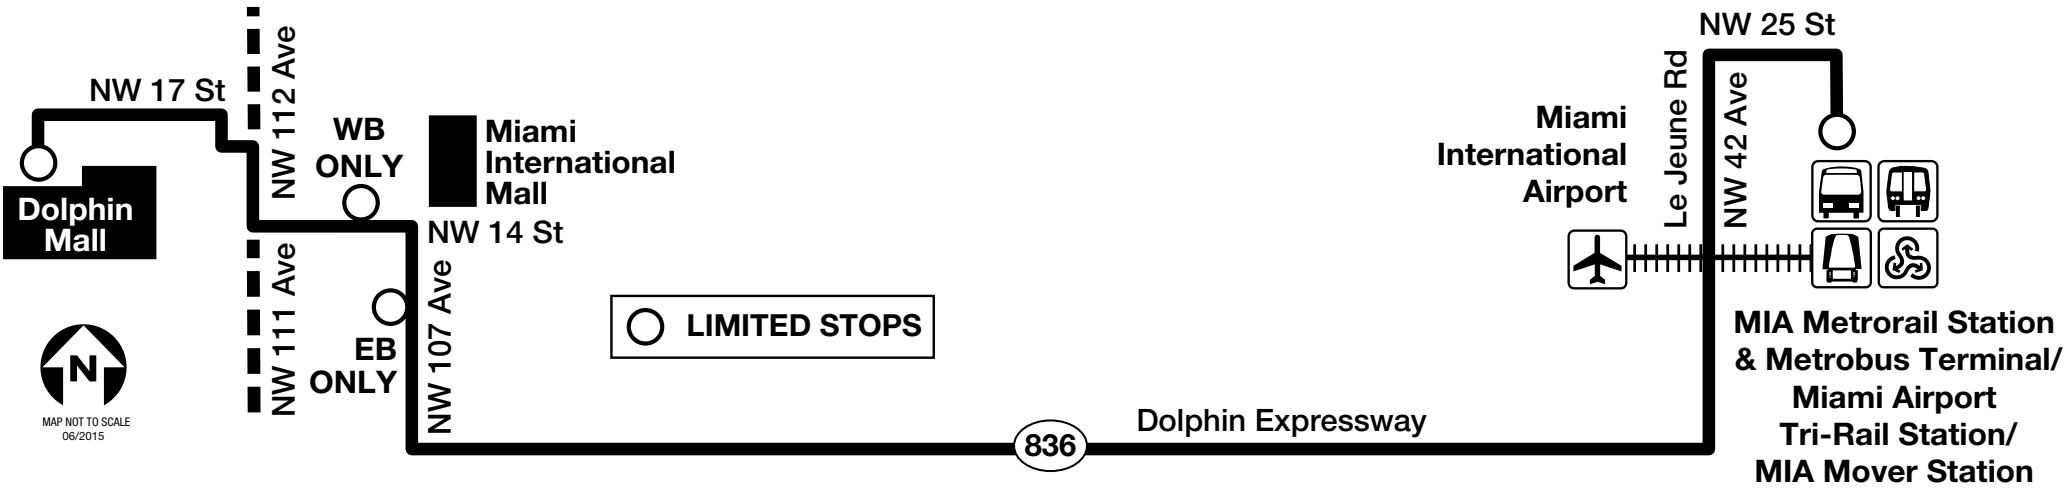 NW 25 St
NW 17 St
NW 112 Ave
WB
ONLY
Miami
International
Mall
Miami
International
Airport
Le Jeune Rd
NW 42 Ave
Dolphin
Mall
NW 14 St
NW 111 Ave
NW 107 Ave
LIMITED STOPS
EB
ONLY
N
MAP NOT TO SCALE
06/2015
836
Dolphin Expressway
MIA Metrorail Station
& Metrobus Terminal/
Miami Airport
Tri-Rail Station/
MIA Mover Station